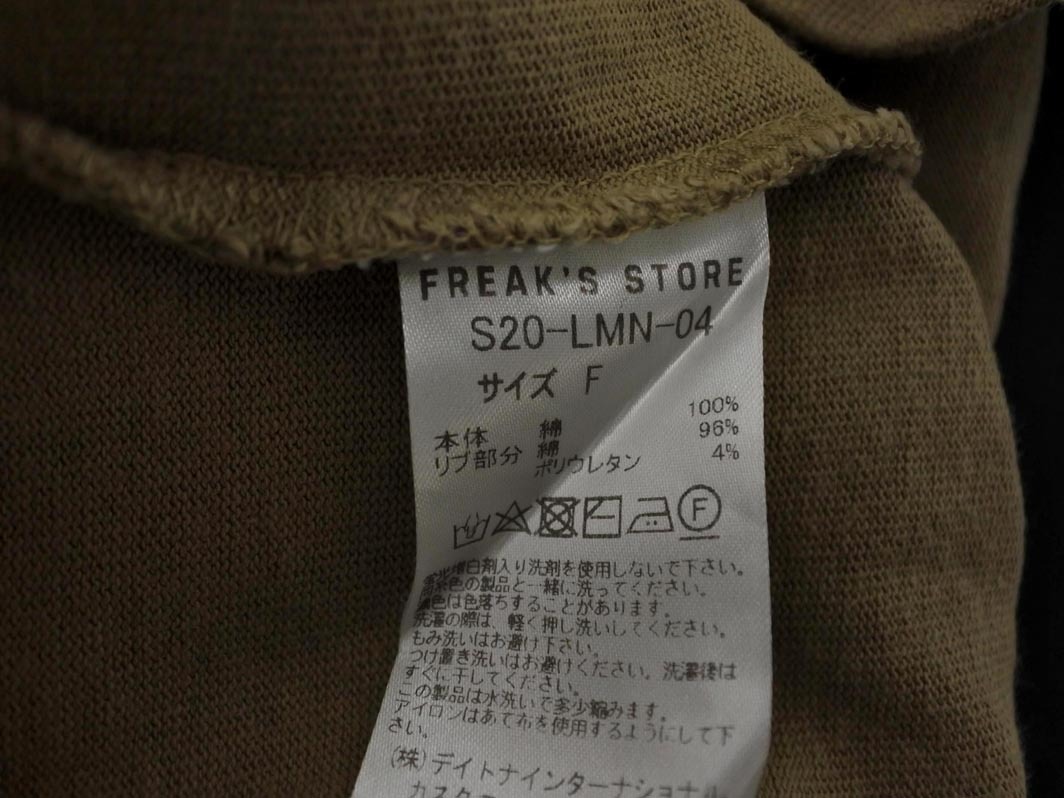 FREAK'S STORE
S20-LMN-04
サイズ F
本体 綿 100%
リブ部分 綿 96%
ポリウレタン 4%
F
増白剤入り洗剤を使用しないで下さい。
色の製品と一緒に洗ってください。
色は色落ちすることがあります。
洗濯の際は、軽く押し洗いしてください。
もみ洗いはお避け下さい。
つけ置き洗いはお避けください。洗濯後は
すぐに干してください。
この製品は水洗いで多少縮みます。
アイロンはあて布を使用するようにして下
さい。
(株)デイトナインターナショナル
カスタ